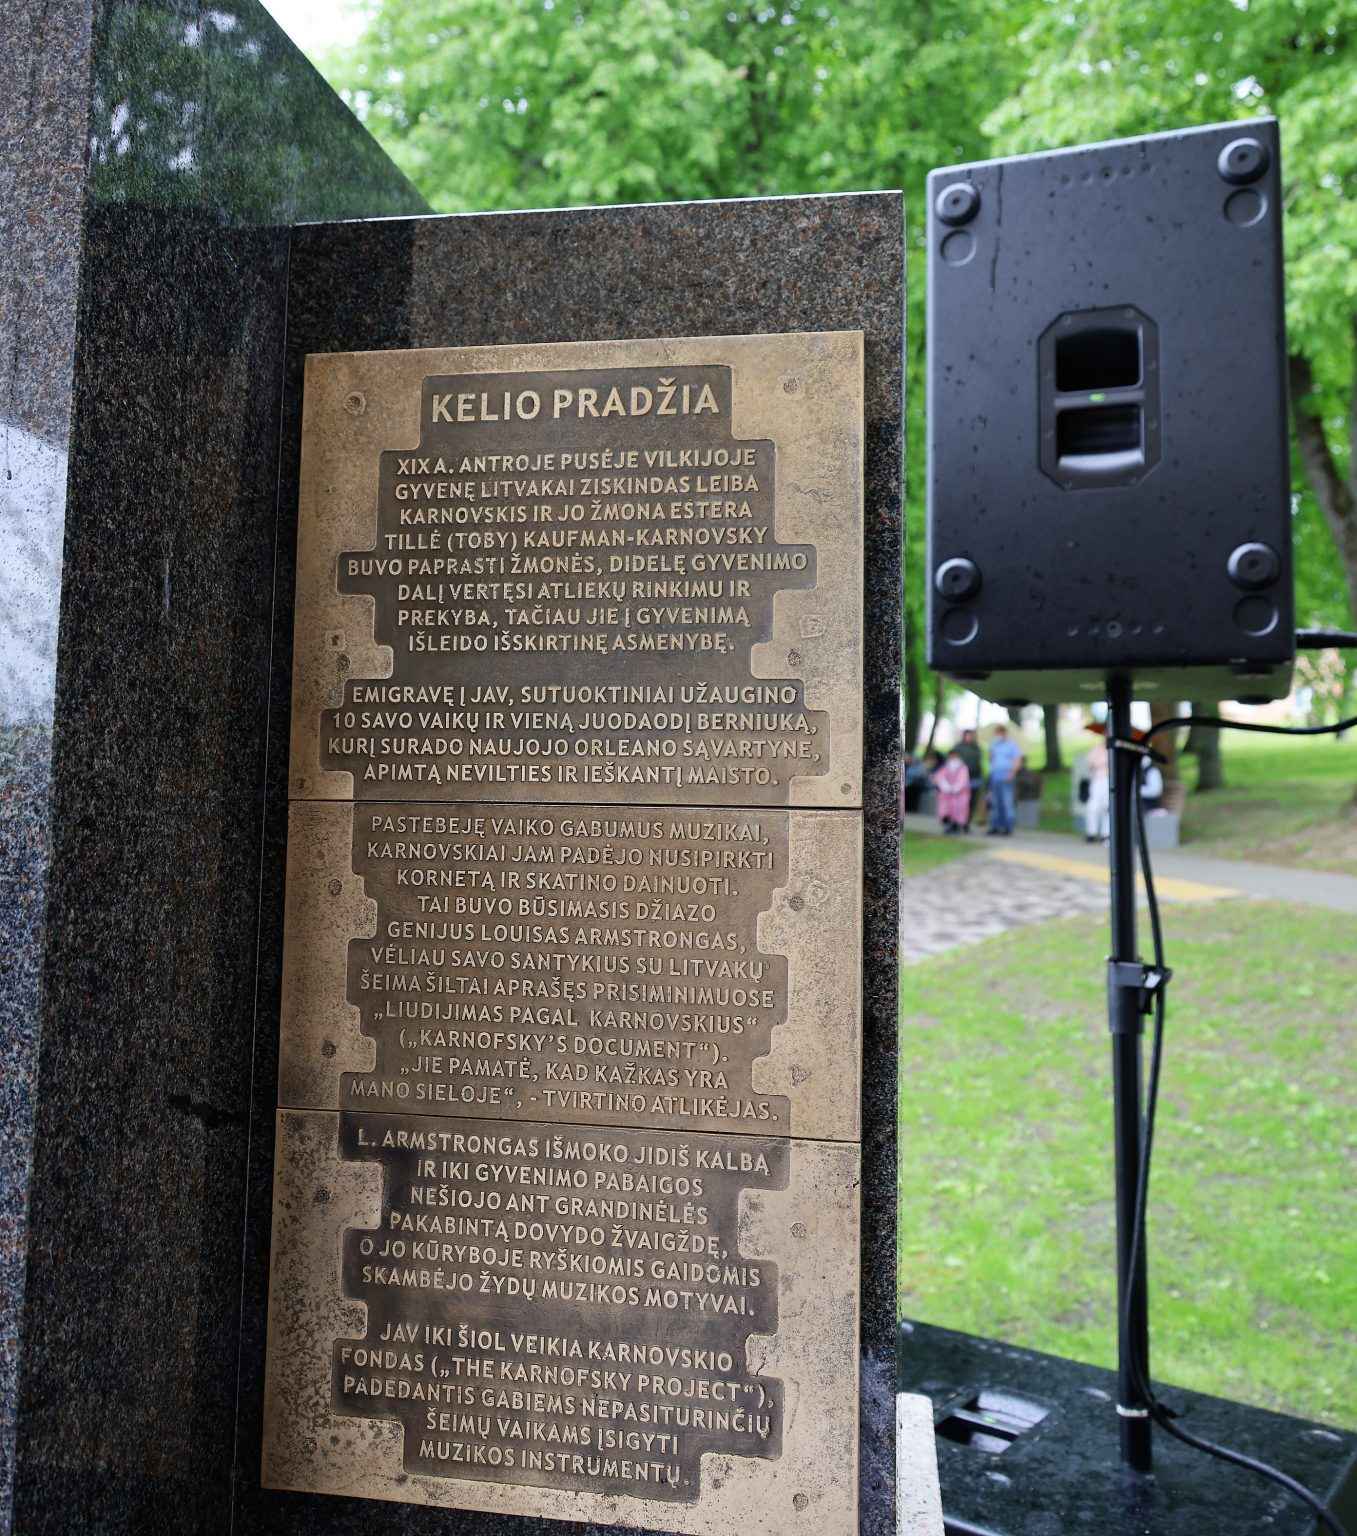 KELIO PRADŽIA
XIX A. ANTROJE PUSĖJE VILKIJOJE
GYVENĘ LITVAKAI ZISKINDAS LEIBA
KARNOVSKIS IR JO ŽMONA ESTERA
TILLĖ (TOBY) KAUFMAN-KARNOVSKY
BUVO PAPRASTI ŽMONĖS, DIDELĘ GYVENIMO
DALĮ VERTĘSI ATLIEKŲ RINKIMU IR
PREKYBA, TAČIAU JIE Į GYVENIMĄ
IŠLEIDO IŠSKIRTINĘ ASMENYBĘ.
EMIGRAVĘ Į JAV, SUTUOKTINIAI UŽAUGINO
10 SAVO VAIKŲ IR VIENĄ JUODAODĮ BERNIUKĄ,
KURĮ SURADO NAUJOJO ORLEANO SĄVARTYNE,
APIMTĄ NEVILTIES IR IEŠKANTĮ MAISTO.
PASTEBĖJĘ VAIKO GABUMUS MUZIKAI,
KARNOVSKIAI JAM PADĖJO NUSIPIRKTI
KORNETĄ IR SKATINO DAINUOTI.
TAI BUVO BŪSIMASIS DŽIAZO
GENIJUS LOUISAS ARMSTRONGAS,
VĖLIAU SAVO SANTYKIUS SU LITVAKŲ
ŠEIMA ŠILTAI APRAŠĘS PRISIMINIMUOSE
„LIUDIJIMAS PAGAL KARNOVSKIUS“
(„KARNOFSKY’S DOCUMENT“).
„JIE PAMATĖ, KAD KAŽKAS YRA
MANO SIELOJE“, - TVIRTINO ATLIKĖJAS.
L. ARMSTRONGAS IŠMOKO JIDIŠ KALBĄ
IR IKI GYVENIMO PABAIGOS
NEŠIOJO ANT GRANDINĖLĖS
PAKABINTĄ DOVYDO ŽVAIGŽDĘ,
O JO KŪRYBOJE RYŠKIOMIS GAIDOMIS
SKAMBĖJO ŽYDŲ MUZIKOS MOTYVAI.
JAV IKI ŠIOL VEIKIA KARNOVSKIO
FONDAS („THE KARNOFSKY PROJECT“),
PADEDANTIS GABIEMS NEPASITURINČIŲ
ŠEIMŲ VAIKAMS ĮSIGYTI
MUZIKOS INSTRUMENTŲ.